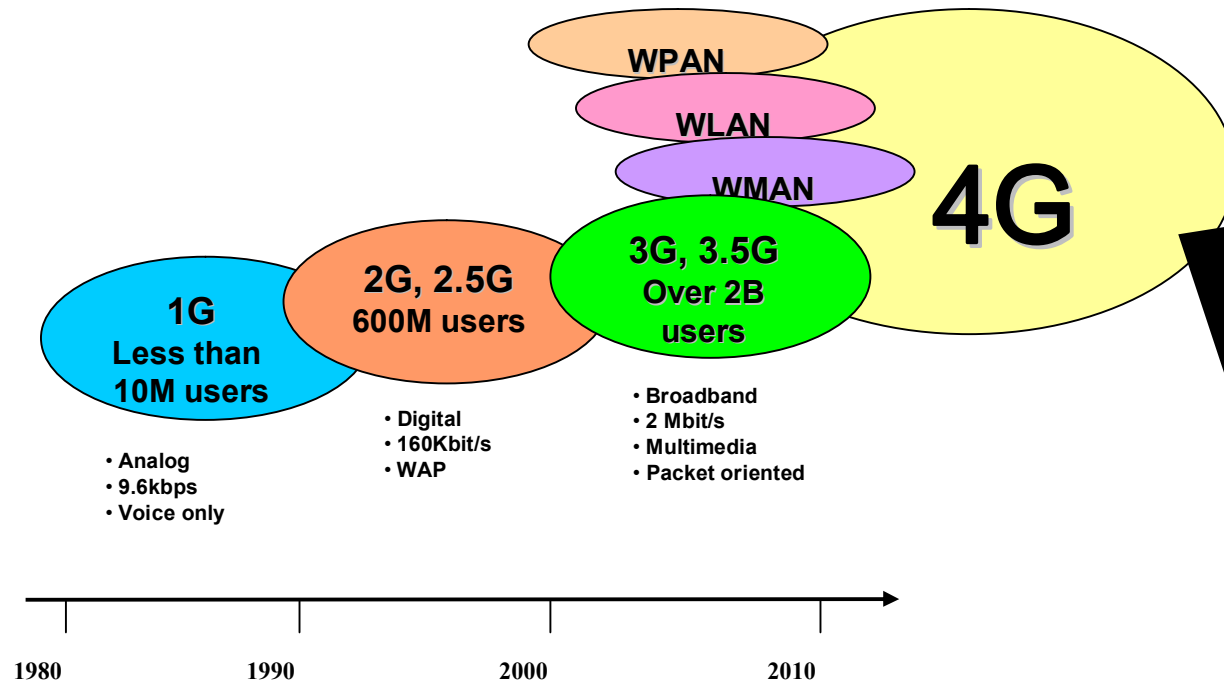 WPAN
WLAN
WMAN
4G
3G, 3.5G
Over 2B
users
2G, 2.5G
600M users
1G
Less than
10M users
• Broadband
• 2 Mbit/s
• Multimedia
• Packet oriented
• Digital
• 160Kbit/s
• WAP
• Analog
• 9.6kbps
• Voice only
1980 1990 2000 2010